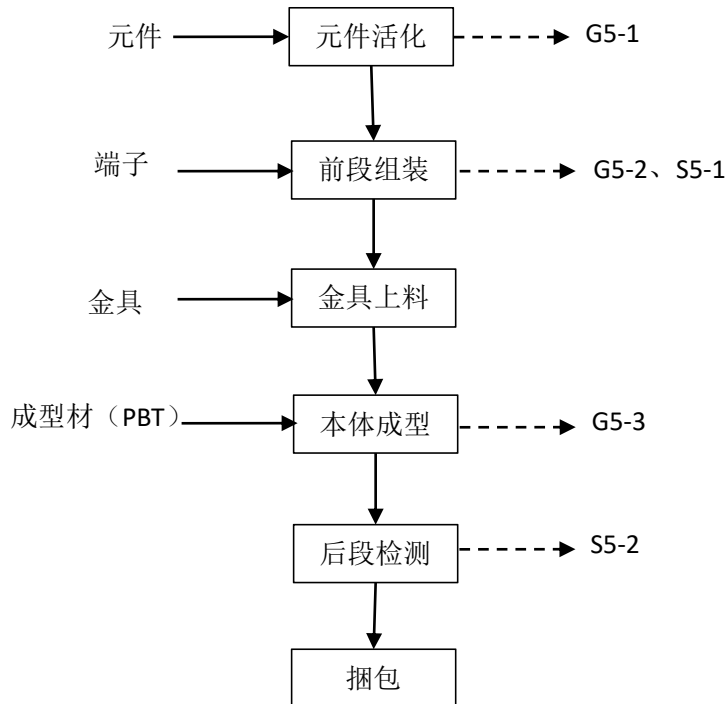 元件
元件活化
G5-1
端子
前段组装
G5-2、S5-1
金具
金具上料
成型材（PBT）
本体成型
G5-3
后段检测
S5-2
捆包